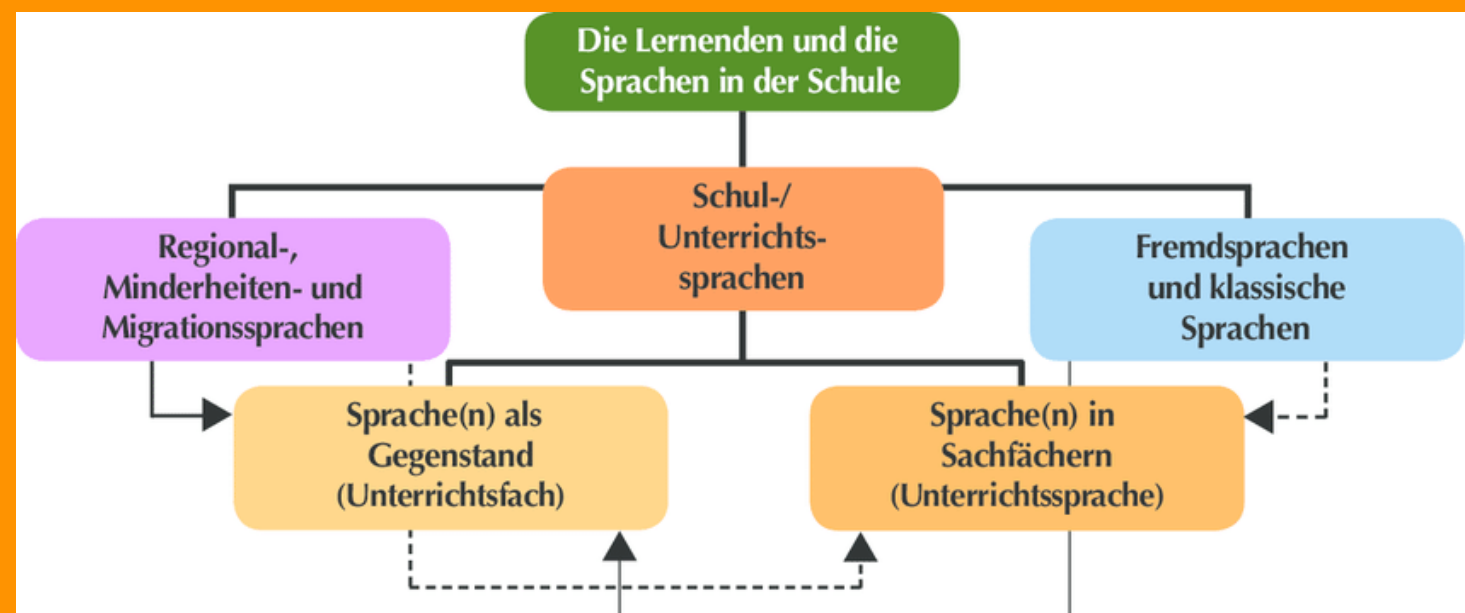 Die Lernenden und die
Sprachen in der Schule
Schul-/
Unterrichts-
sprachen
Regional-,
Minderheiten- und
Migrationssprachen
Fremdsprachen
und klassische
Sprachen
Sprache(n) als
Gegenstand
(Unterrichtsfach)
Sprache(n) in
Sachfächern
(Unterrichtssprache)